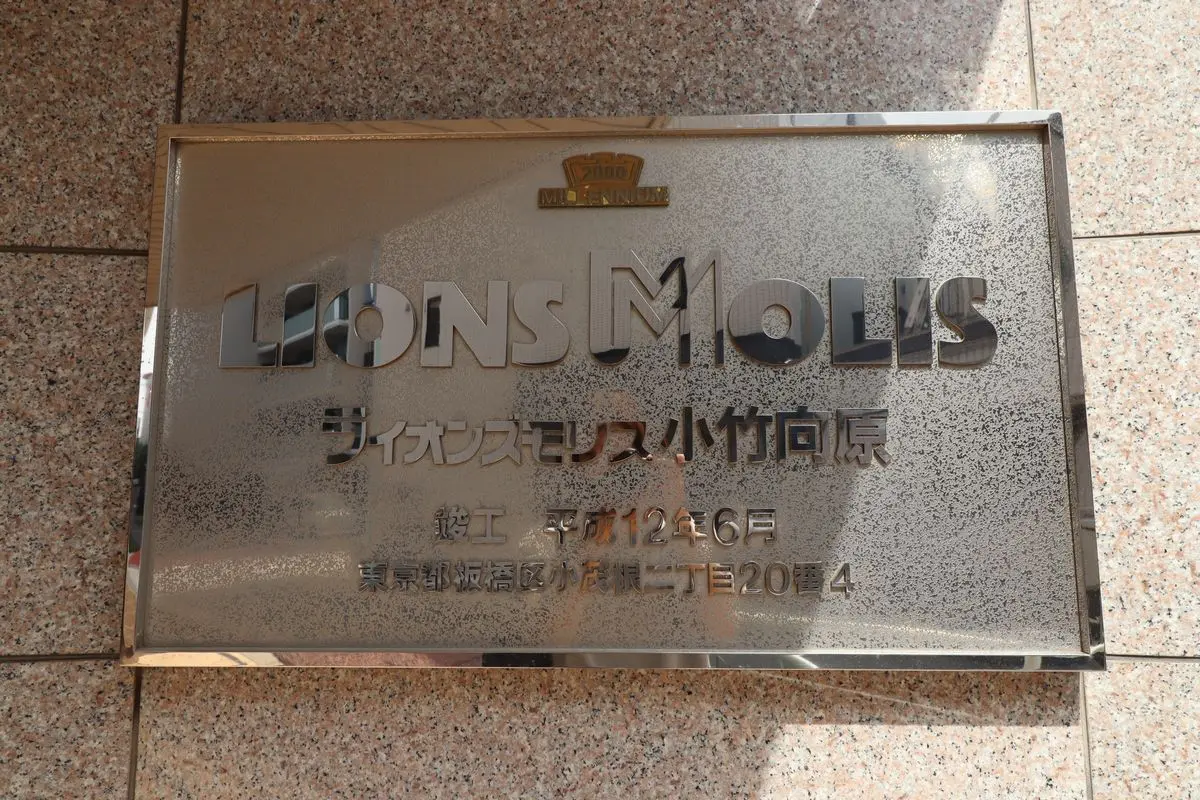 2000
MILLENNIUM
LIONS MOLIS
ライオンズモリス小竹向原
竣工 平成12年6月
東京都板橋区小茂根二丁目20番4